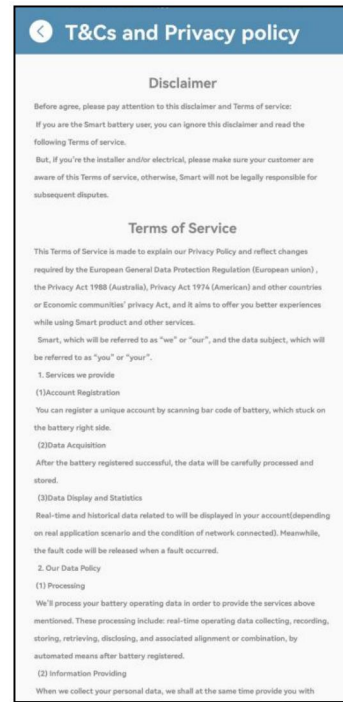 T&Cs and Privacy policy
Disclaimer
Before agree, please pay attention to this disclaimer and Terms of service:
If you are the Smart battery user, you can ignore this disclaimer and read the
following Terms of service.
But, if you're the installer and/or electrical, please make sure your customer are
aware of this Terms of service, otherwise, Smart will not be legally responsible for
subsequent disputes.
Terms of Service
This Terms of Service is made to explain our Privacy Policy and reflect changes
required by the European General Data Protection Regulation (European union) ,
the Privacy Act 1988 (Australia), Privacy Act 1974 (American) and other countries
or Economic communities' privacy Act, and it aims to offer you better experiences
while using Smart product and other services.
Smart, which will be referred to as "we" or "our", and the data subject, which will
be referred to as "you" or "your".
1. Services we provide
(1)Account Registration
You can register a unique account by scanning bar code of battery, which stuck on
the battery right side.
(2)Data Acquisition
After the battery registered successful, the data will be carefully processed and
stored.
(3)Data Display and Statistics
Real-time and historical data related to will be displayed in your account(depending
on real application scenario and the condition of network connected). Meanwhile,
the fault code will be released when a fault occurred.
2. Our Data Policy
(1) Processing
We'll process your battery operating data in order to provide the services above
mentioned. These processing include: real-time operating data collecting, recording,
storing, retrieving, disclosing, and associated alignment or combination, by
automated means after battery registered.
(2) Information Providing
When we collect your personal data, we shall at the same time provide you with